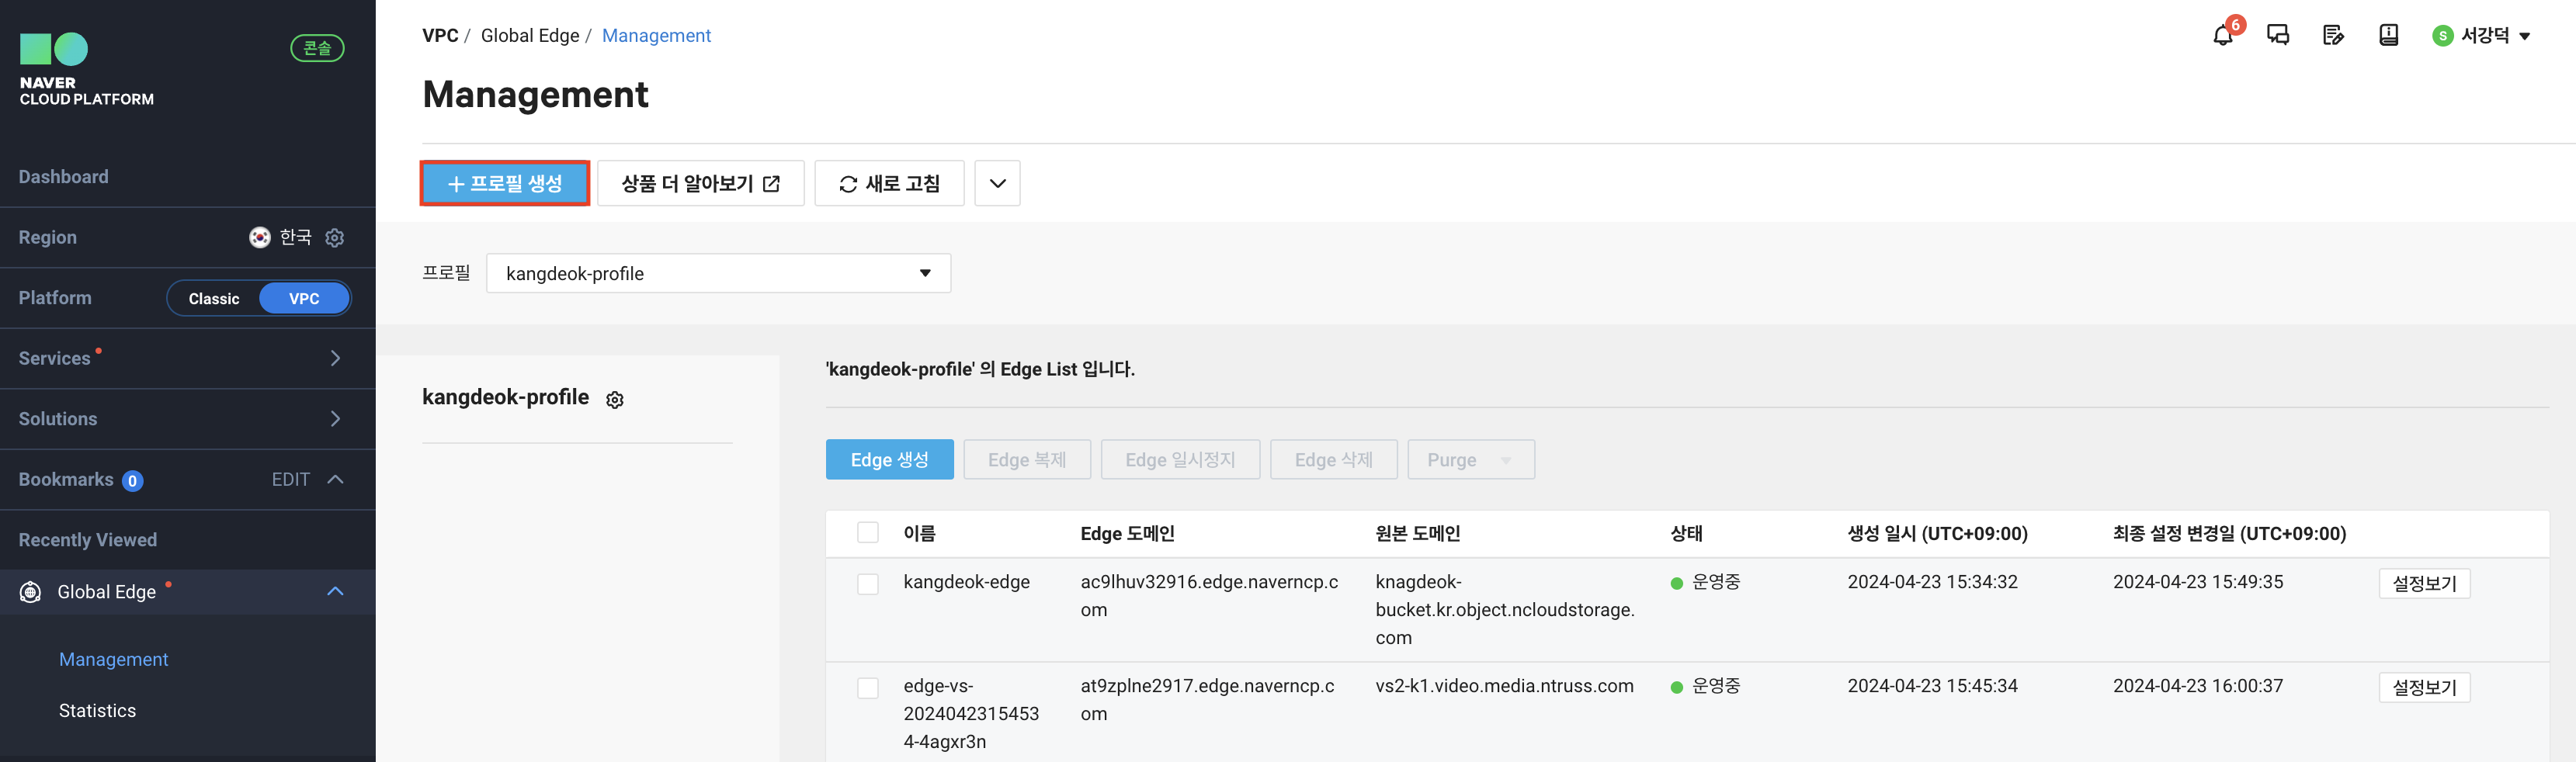 NAVER
CLOUD PLATFORM
콘솔
Dashboard
Region 한국
Platform Classic VPC
Services
Solutions
Bookmarks 0 EDIT
Recently Viewed
Global Edge
Management
Statistics
VPC / Global Edge / Management
6
S 서강덕
Management
+ 프로필 생성
상품 더 알아보기
새로 고침
프로필 kangdeok-profile
kangdeok-profile
'kangdeok-profile' 의 Edge List 입니다.
Edge 생성 Edge 복제 Edge 일시정지 Edge 삭제 Purge
이름 Edge 도메인 원본 도메인 상태 생성 일시 (UTC+09:00) 최종 설정 변경일 (UTC+09:00)
kangdeok-edge ac9lhuv32916.edge.naverncp.c knagdeok- 운영중 2024-04-23 15:34:32 2024-04-23 15:49:35 설정보기
om bucket.kr.object.ncloudstorage.
com
edge-vs- at9zplne2917.edge.naverncp.c vs2-k1.video.media.ntruss.com 운영중 2024-04-23 15:45:34 2024-04-23 16:00:37 설정보기
2024042315453 om
4-4agxr3n